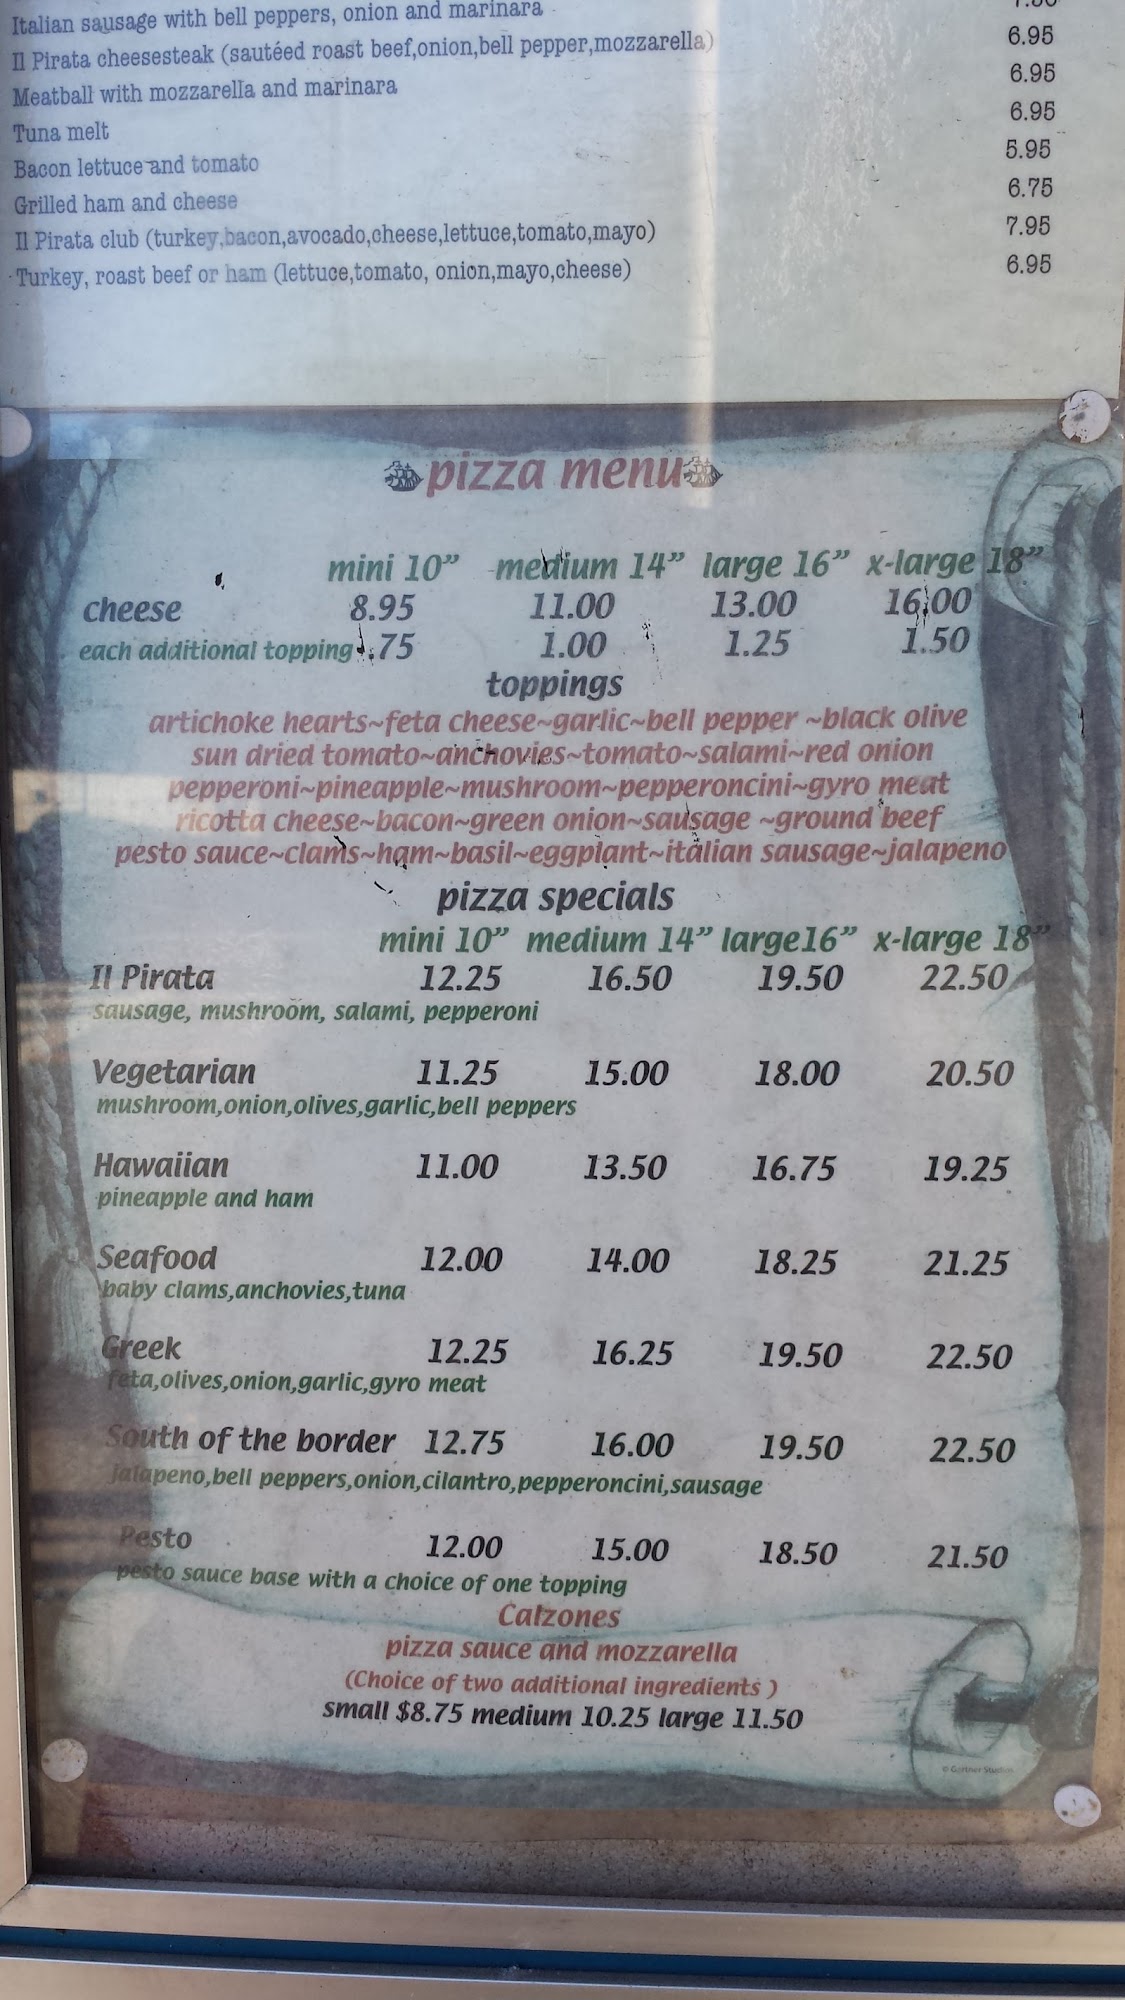 Italian sausage with bell peppers, onion and marinara
Il Pirata cheesesteak (sautéed roast beef,onion,bell pepper,mozzarella) 6.95
Meatball with mozzarella and marinara 6.95
Tuna melt 6.95
Bacon lettuce and tomato 5.95
Grilled ham and cheese 6.75
Il Pirata club (turkey,bacon,avocado,cheese,lettuce,tomato,mayo) 7.95
Turkey, roast beef or ham (lettuce,tomato, onion,mayo,cheese) 6.95
pizza menu
mini 10” medium 14” large 16” x-large 18”
cheese 8.95 11.00 13.00 16.00
each additional topping .75 1.00 1.25 1.50
toppings
artichoke hearts~feta cheese~garlic~bell pepper ~black olive
sun dried tomato~anchovies~tomato~salami~red onion
pepperoni~pineapple~mushroom~pepperoncini~gyro meat
ricotta cheese~bacon~green onion~sausage ~ground beef
pesto sauce~clams~ham~basil~eggplant~italian sausage~jalapeno
pizza specials
mini 10” medium 14” large16” x-large 18”
Il Pirata 12.25 16.50 19.50 22.50
sausage, mushroom, salami, pepperoni
Vegetarian 11.25 15.00 18.00 20.50
mushroom,onion,olives,garlic,bell peppers
Hawaiian 11.00 13.50 16.75 19.25
pineapple and ham
Seafood 12.00 14.00 18.25 21.25
baby clams,anchovies,tuna
Greek 12.25 16.25 19.50 22.50
feta,olives,onion,garlic,gyro meat
South of the border 12.75 16.00 19.50 22.50
jalapeno,bell peppers,onion,cilantro,pepperoncini,sausage
Pesto 12.00 15.00 18.50 21.50
pesto sauce base with a choice of one topping
Calzones
pizza sauce and mozzarella
(Choice of two additional ingredients )
small $8.75 medium 10.25 large 11.50
© Gartner Studios